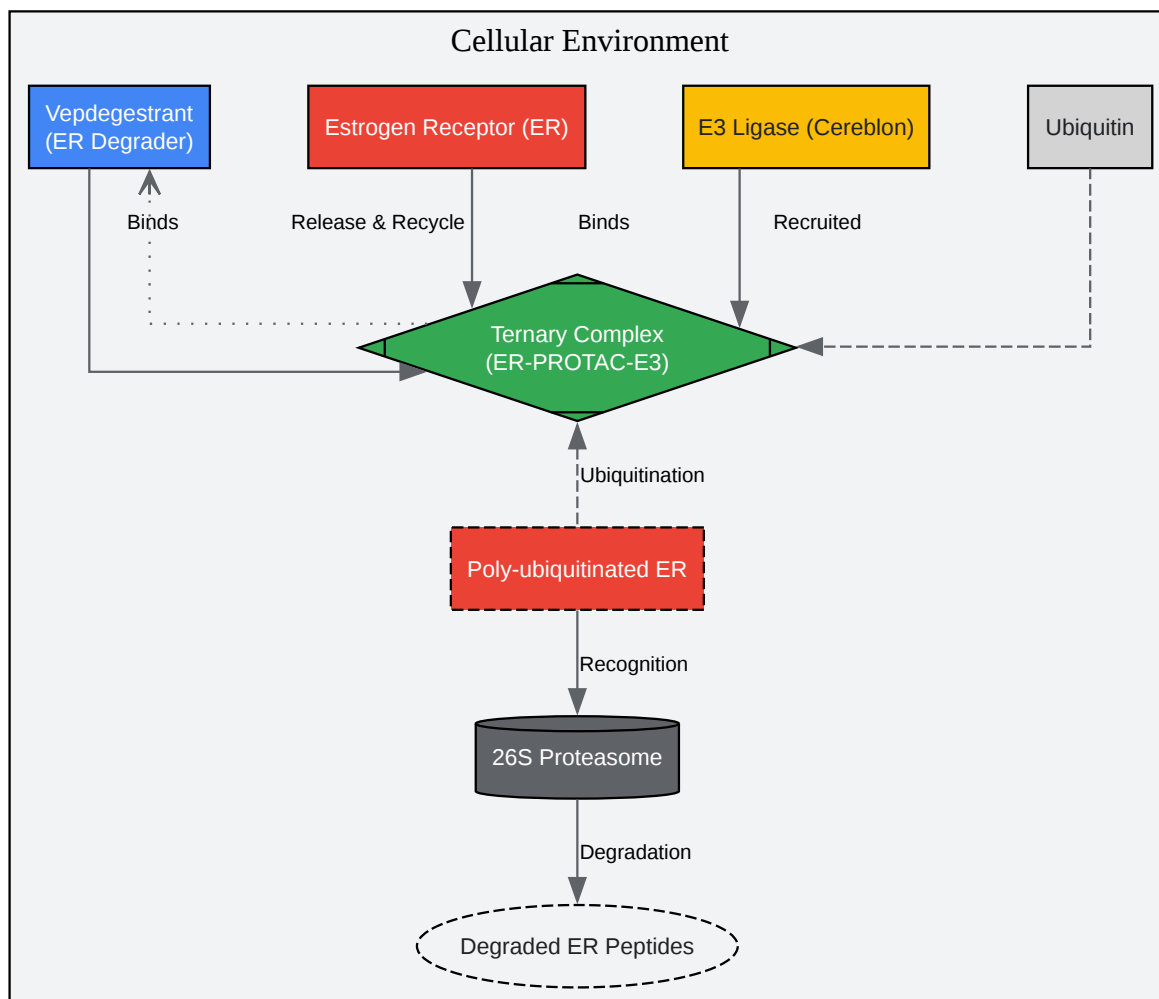 Cellular Environment
Vepdegestrant
(ER Degrader)
Estrogen Receptor (ER)
E3 Ligase (Cereblon)
Ubiquitin
Binds
Release & Recycle
Binds
Recruited
Ternary Complex
(ER-PROTAC-E3)
Ubiquitination
Poly-ubiquitinated ER
Recognition
26S Proteasome
Degradation
Degraded ER Peptides